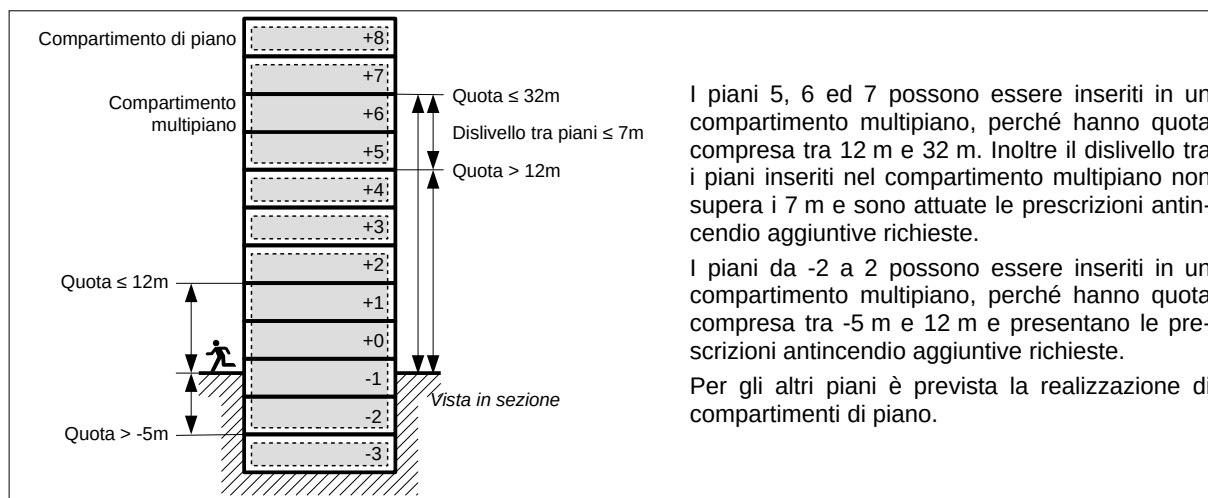 Compartimento di piano
+8
+7
Quota ≤ 32m
Compartimento
multipiano
+6
Dislivello tra piani ≤ 7m
+5
Quota > 12m
+4
+3
+2
Quota ≤ 12m
+1
+0
-1
Vista in sezione
-2
Quota > -5m
-3
I piani 5, 6 ed 7 possono essere inseriti in un
compartimento multipiano, perché hanno quota
compresa tra 12 m e 32 m. Inoltre il dislivello tra
i piani inseriti nel compartimento multipiano non
supera i 7 m e sono attuate le prescrizioni antin-
cendio aggiuntive richieste.
I piani da -2 a 2 possono essere inseriti in un
compartimento multipiano, perché hanno quota
compresa tra -5 m e 12 m e presentano le pre-
scrizioni antincendio aggiuntive richieste.
Per gli altri piani è prevista la realizzazione di
compartimenti di piano.